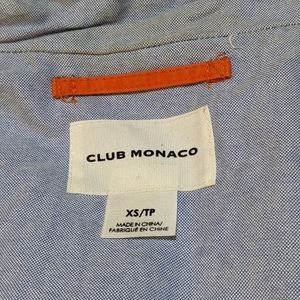 CLUB MONACO
XS/TP
MADE IN CHINA/
FABRIQUÉ EN CHINE